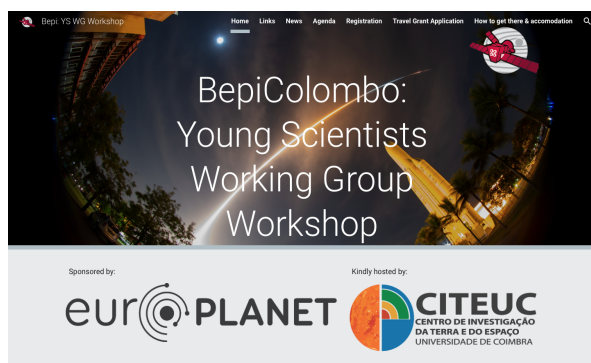 Bepi: YS WG Workshop
Home Links News Agenda Registration Travel Grant Application How to get there & accomodation
BepiColombo:
Young Scientists
Working Group
Workshop
Sponsored by:
Kindly hosted by:
europlanet
CITEUC
CENTRO DE INVESTIGAÇÃO
DA TERRA E DO ESPAÇO
UNIVERSIDADE DE COIMBRA